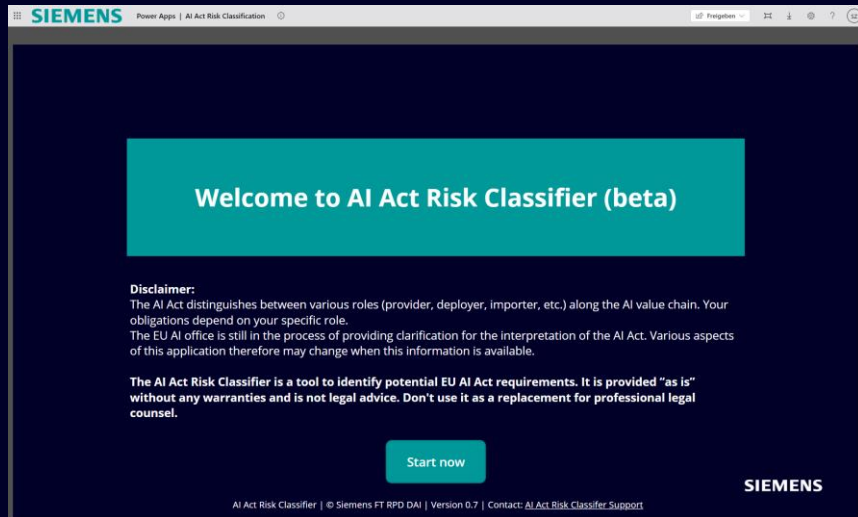 SIEMENS Power Apps | AI Act Risk Classification
Freigeben
?
Welcome to AI Act Risk Classifier (beta)
Disclaimer:
The AI Act distinguishes between various roles (provider, deployer, importer, etc.) along the AI value chain. Your
obligations depend on your specific role.
The EU AI office is still in the process of providing clarification for the interpretation of the AI Act. Various aspects
of this application therefore may change when this information is available.
The AI Act Risk Classifier is a tool to identify potential EU AI Act requirements. It is provided “as is”
without any warranties and is not legal advice. Don't use it as a replacement for professional legal
counsel.
Start now
SIEMENS
AI Act Risk Classifier | © Siemens FT RPD DAI | Version 0.7 | Contact: AI Act Risk Classifer Support